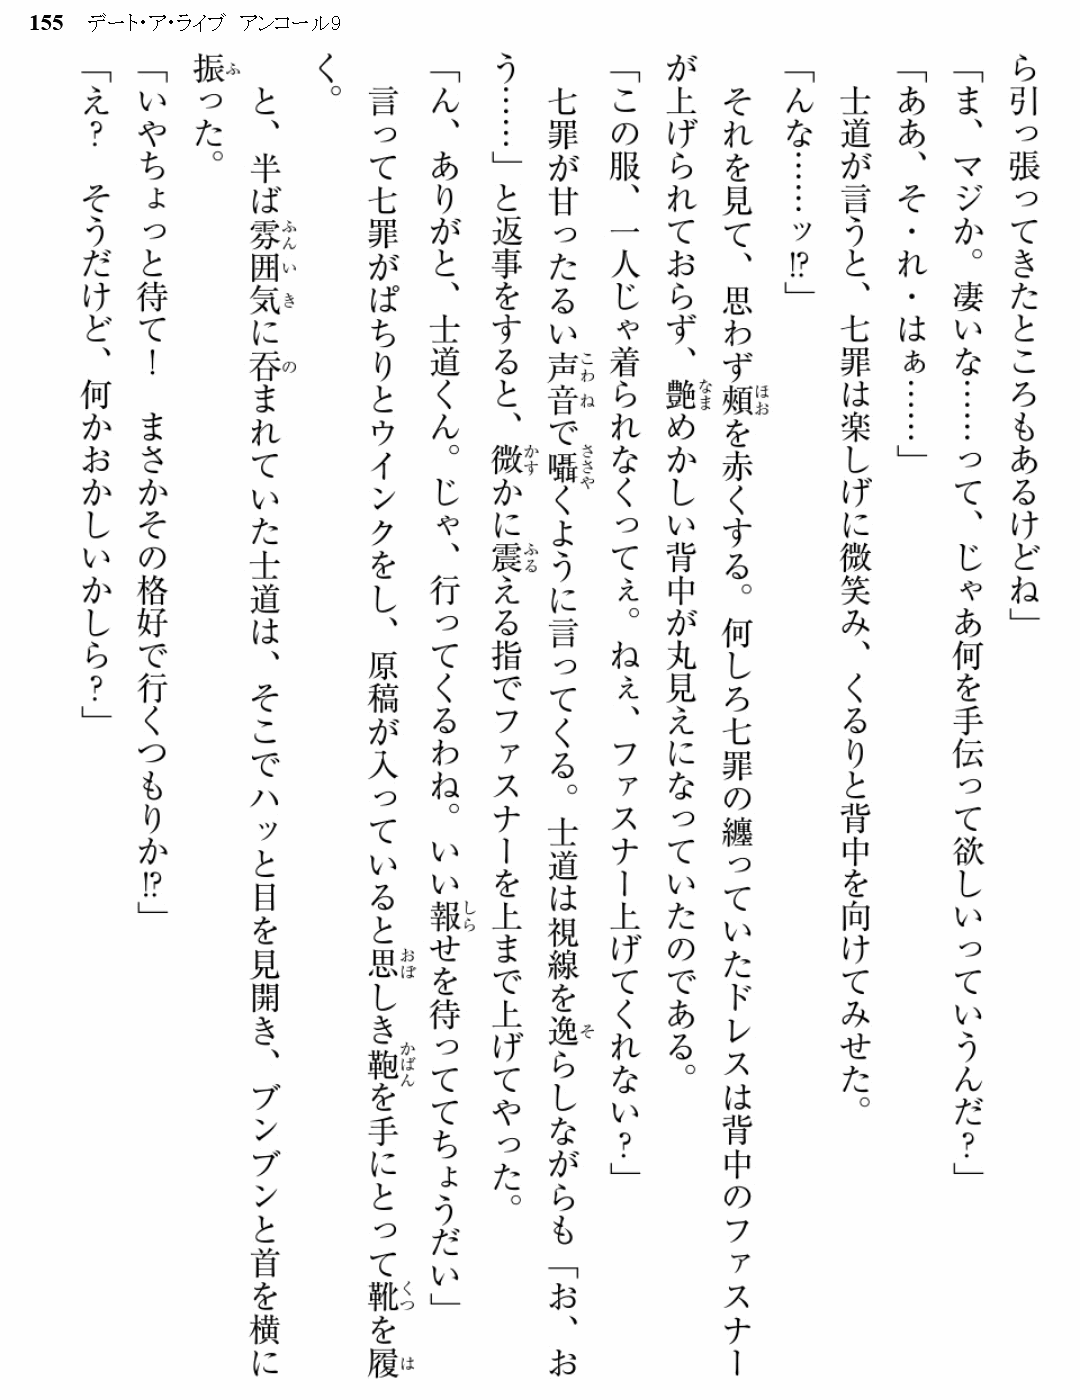 155 デート・ア・ライブ アンコール9
ら引っ張ってきたところもあるけどね」
「ま、マジか。凄いな……って、じゃあ何を手伝って欲しいっていうんだ？」
「ああ、そ・れ・はぁ……」
士道が言うと、七罪は楽しげに微笑み、くるりと背中を向けてみせた。
「んな……ッ!?」
それを見て、思わず頰を赤くする。何しろ七罪の纏っていたドレスは背中のファスナー
が上げられておらず、艶めかしい背中が丸見えになっていたのである。
「この服、一人じゃ着られなくってぇ。ねぇ、ファスナー上げてくれない？」
七罪が甘ったるい声音で囁くように言ってくる。士道は視線を逸らしながらも「お、お
う……」と返事をすると、微かに震える指でファスナーを上まで上げてやった。
「ん、ありがと、士道くん。じゃ、行ってくるわね。いい報せを待っててちょうだい」
言って七罪がぱちりとウインクをし、原稿が入っていると思しき鞄を手にとって靴を履
く。
と、半ば雰囲気に呑まれていた士道は、そこでハッと目を見開き、ブンブンと首を横に
振った。
「いやちょっと待て！　まさかその格好で行くつもりか!?」
「え？　そうだけど、何かおかしいかしら？」